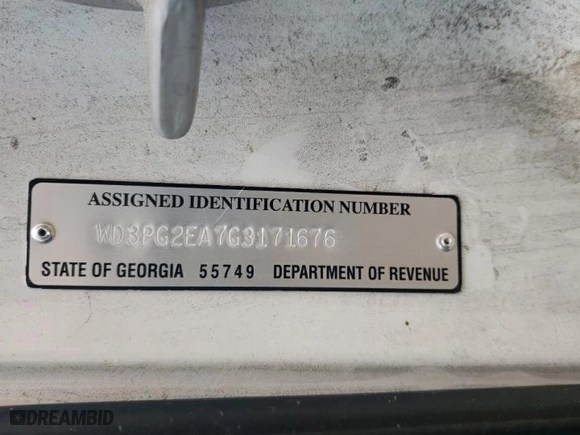 ASSIGNED IDENTIFICATION NUMBER
WD3PG2EA7G3171676
STATE OF GEORGIA 55749 DEPARTMENT OF REVENUE
DREAMBID